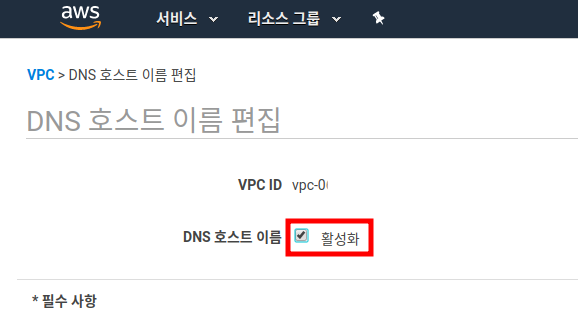 aws 서비스 리소스 그룹
VPC > DNS 호스트 이름 편집
DNS 호스트 이름 편집
VPC ID vpc-0
DNS 호스트 이름 활성화
* 필수 사항